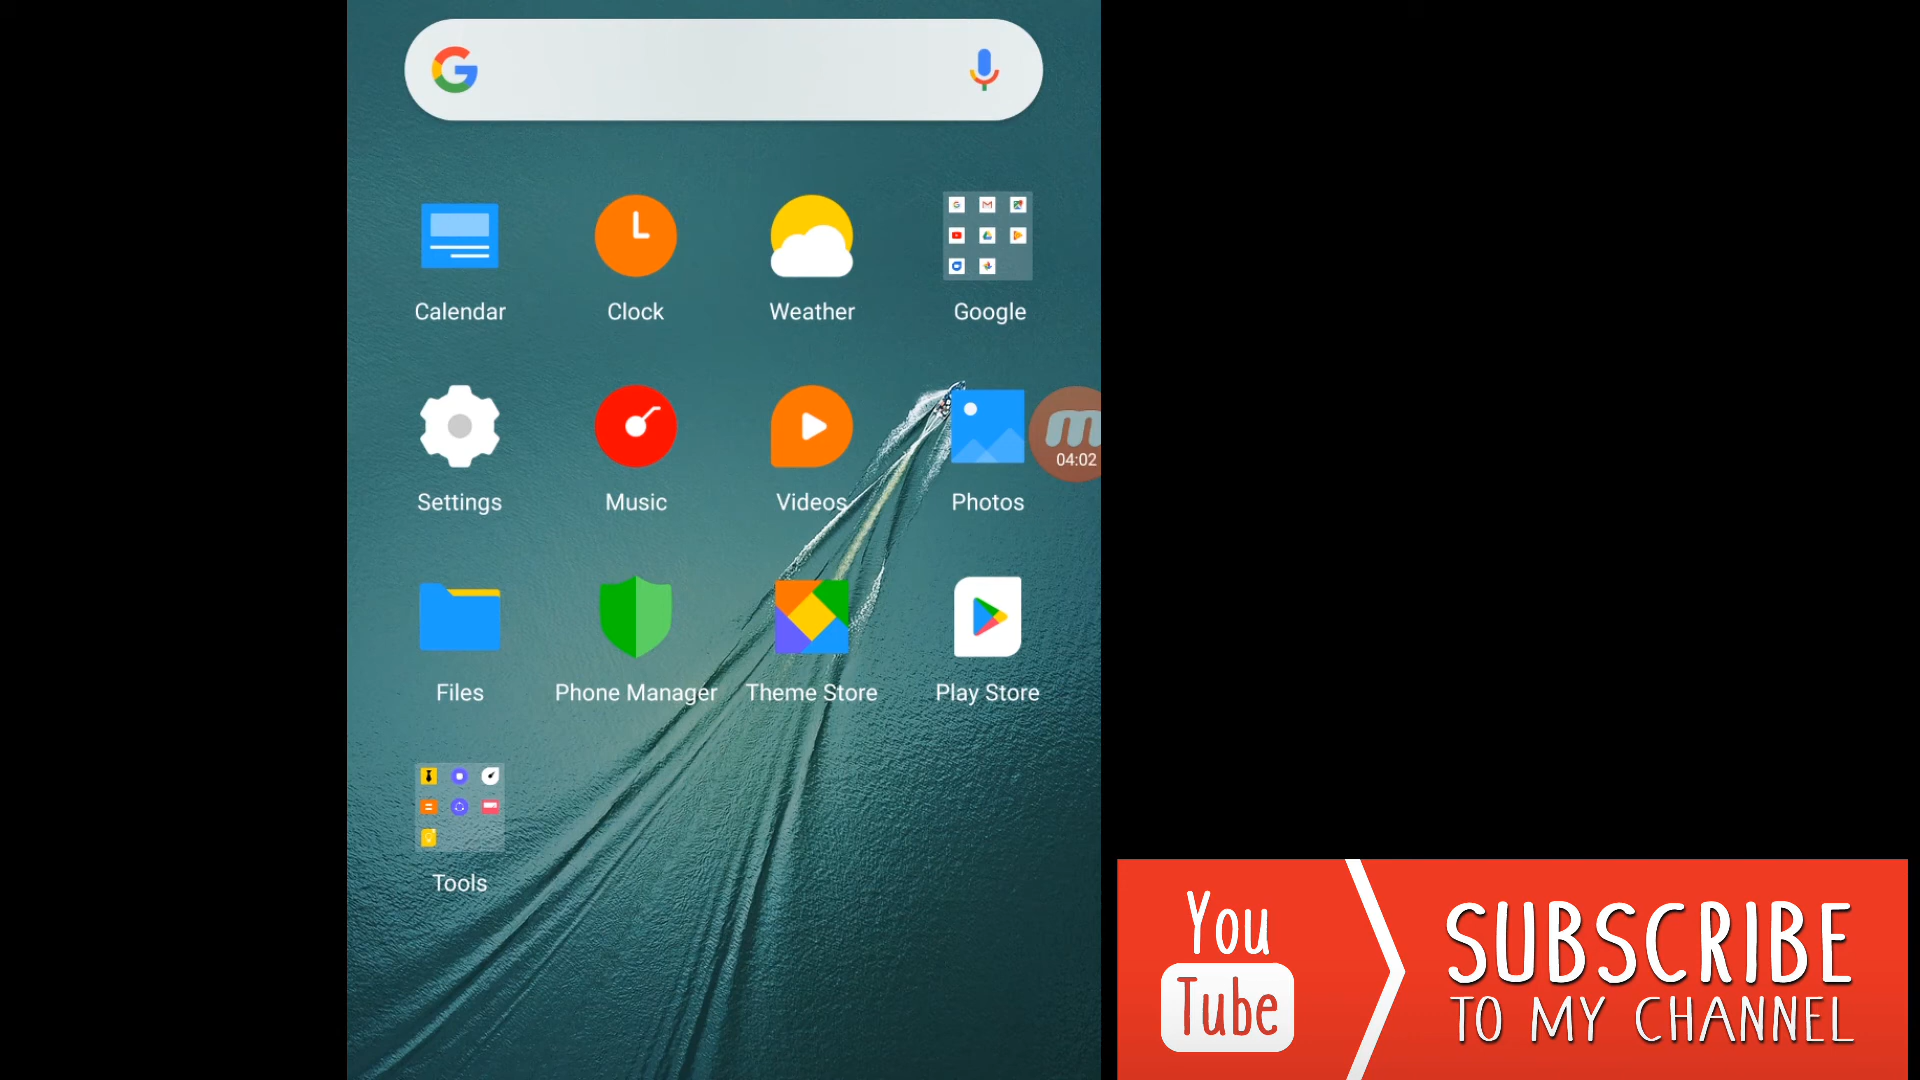 Calendar
Clock
Weather
Google
04:02
Settings
Music
Videos
Photos
Files
Phone Manager
Theme Store
Play Store
Tools
You
Tube
SUBSCRIBE
TO MY CHANNEL